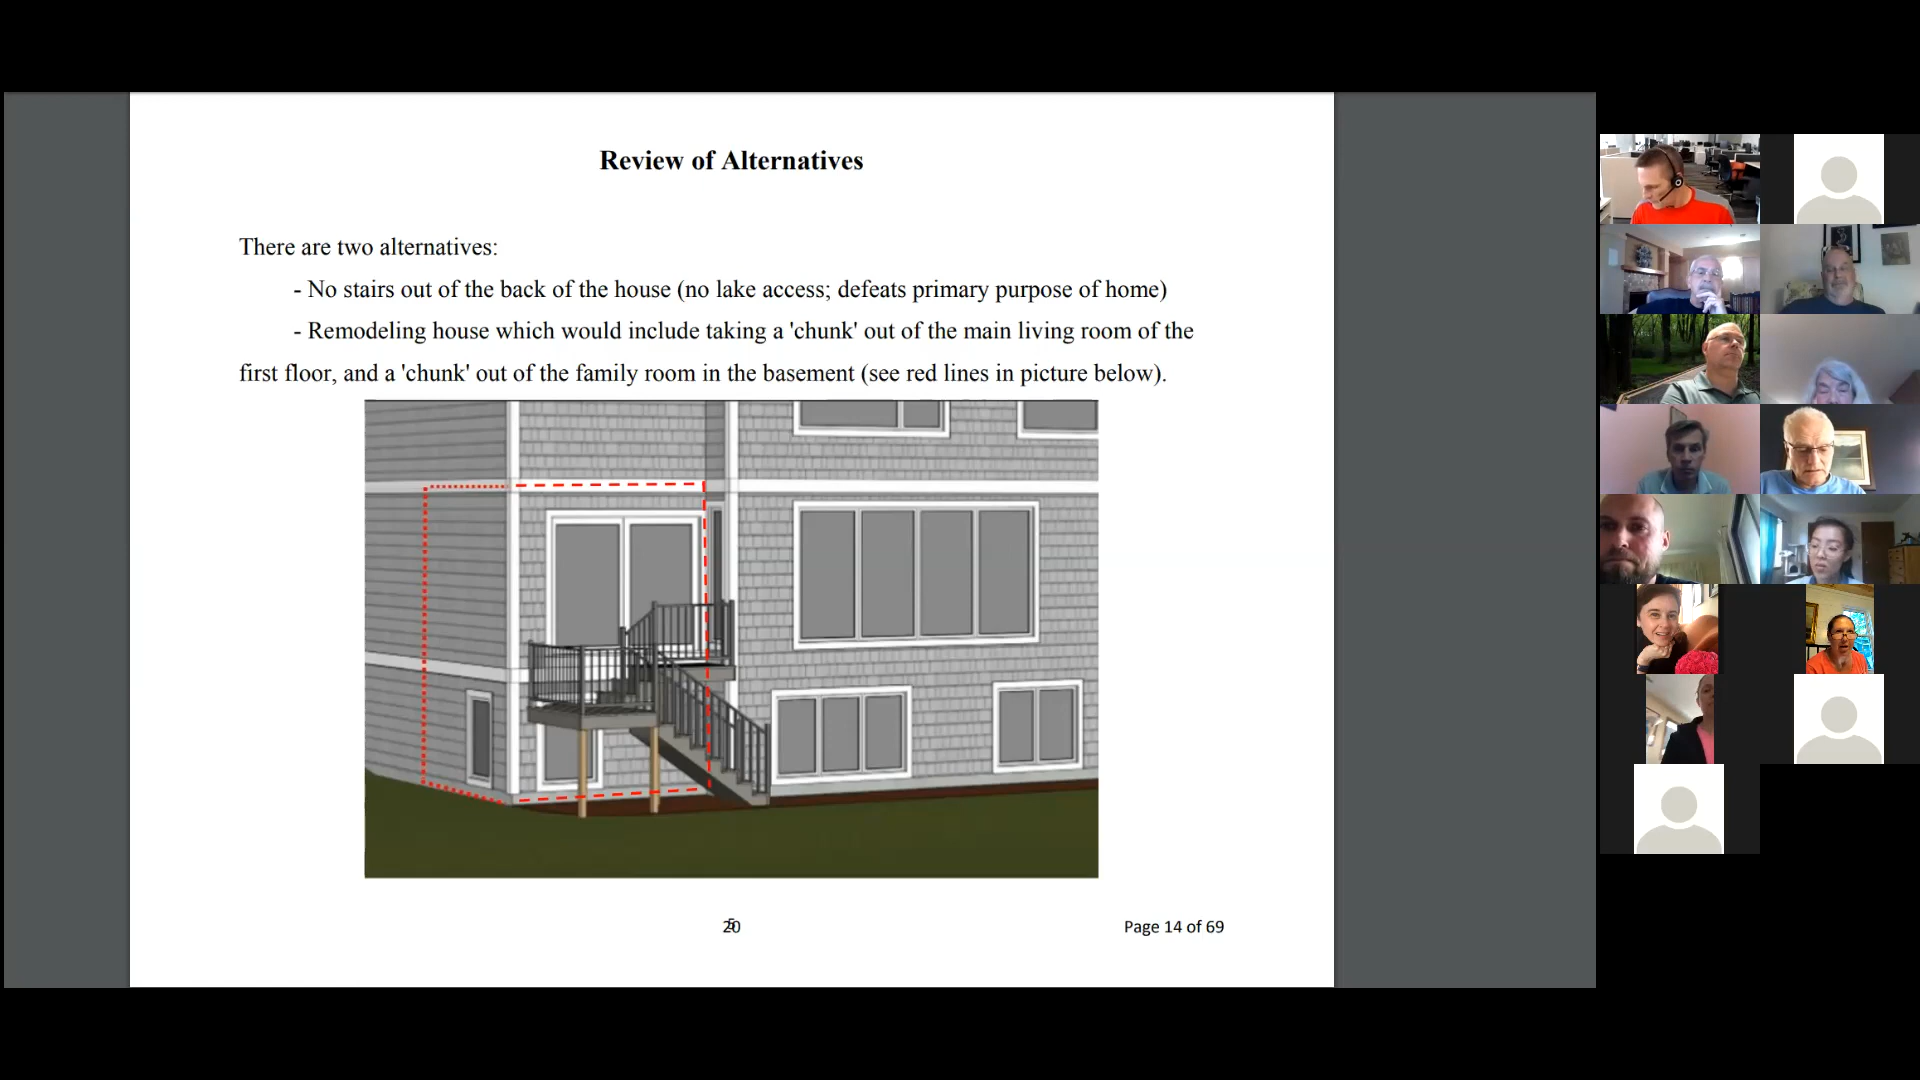 Review of Alternatives
There are two alternatives:
- No stairs out of the back of the house (no lake access; defeats primary purpose of home)
- Remodeling house which would include taking a 'chunk' out of the main living room of the
first floor, and a 'chunk' out of the family room in the basement (see red lines in picture below).
Page 14 of 69